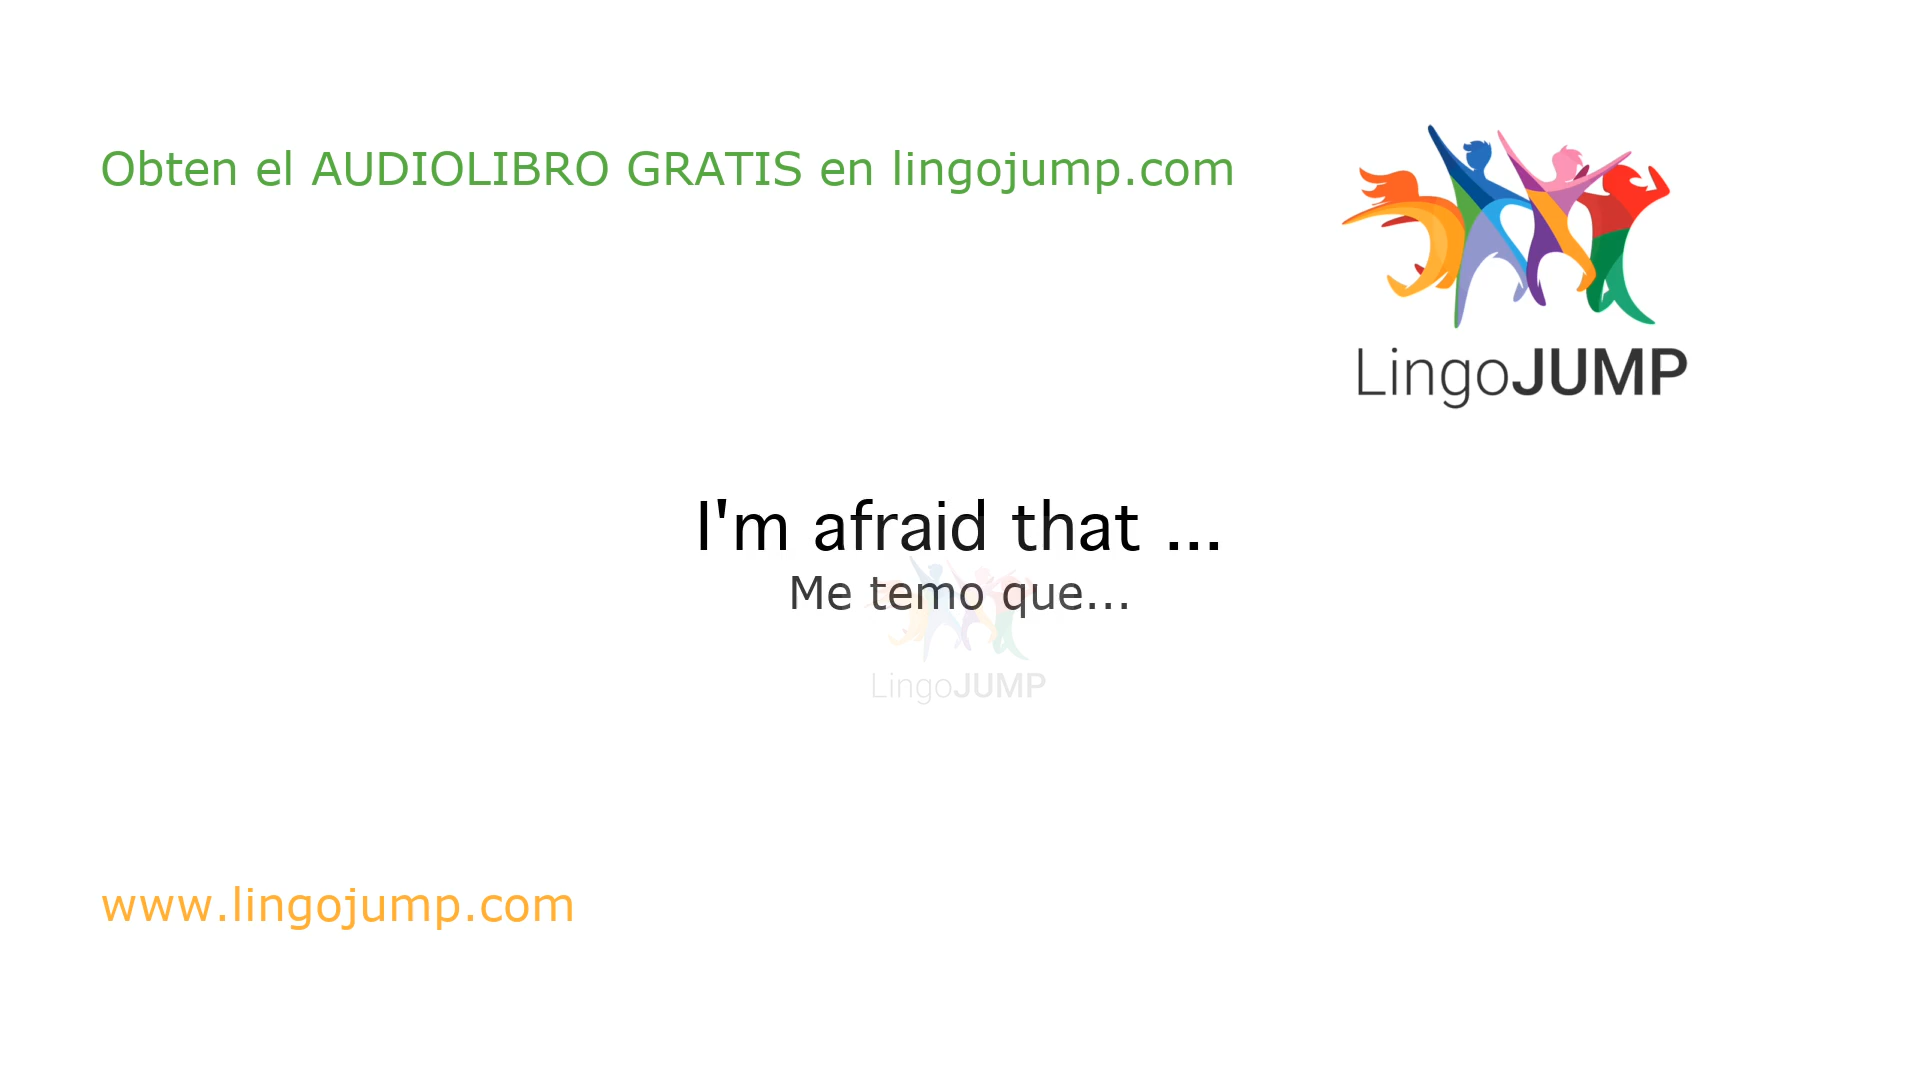 Obten el AUDIOLIBRO GRATIS en lingojump.com
LingoJUMP
I'm afraid that ...
Me temo que...
LingoJUMP
www.lingojump.com